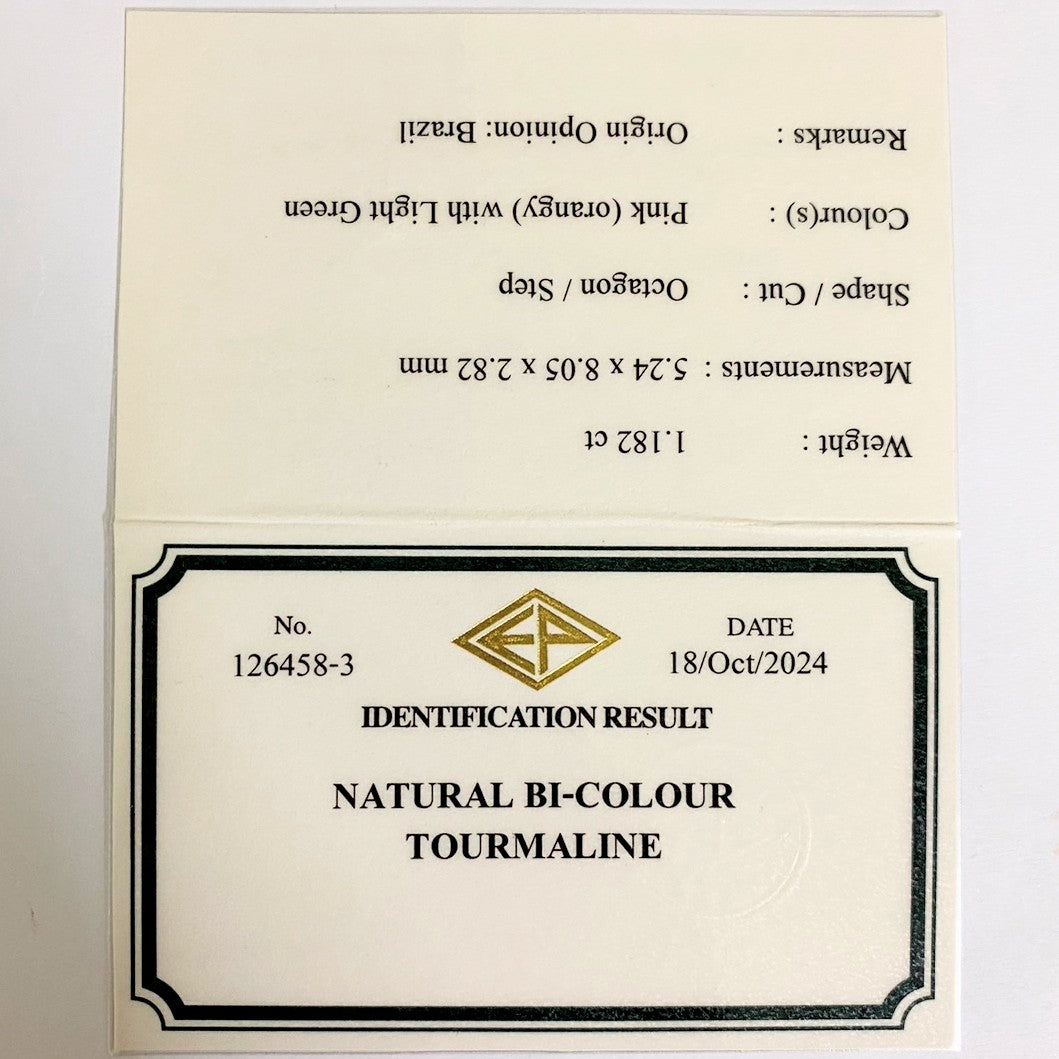 Weight : 1.182 ct
Measurements : 5.24 x 8.05 x 2.82 mm
Shape / Cut : Octagon / Step
Colour(s) : Pink (orangy) with Light Green
Remarks : Origin Opinion: Brazil
No.
126458-3
EP
DATE
18/Oct/2024
IDENTIFICATION RESULT
NATURAL BI-COLOUR
TOURMALINE